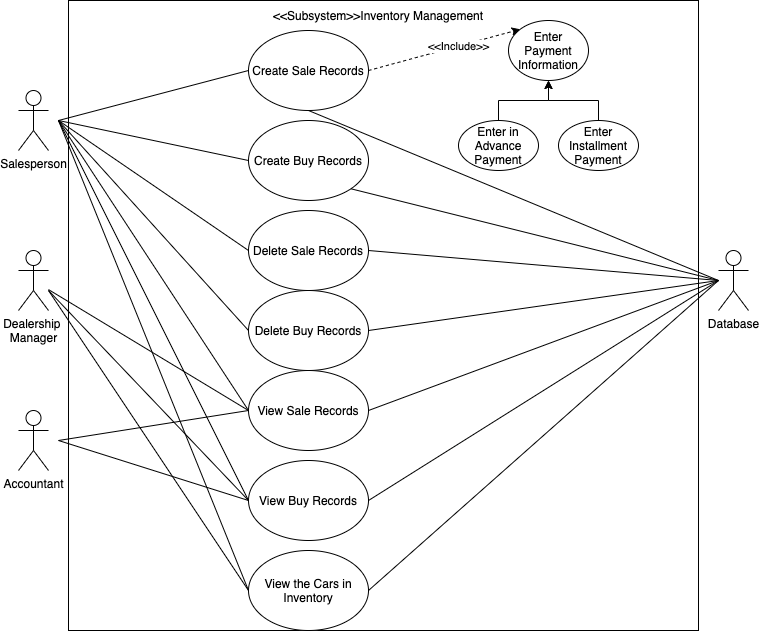 <<Subsystem>>Inventory Management
Create Sale Records
<<Include>>
Enter
Payment
Information
Enter in
Advance
Payment
Enter
Installment
Payment
Salesperson
Create Buy Records
Delete Sale Records
Dealership
Manager
Database
Delete Buy Records
View Sale Records
Accountant
View Buy Records
View the Cars in
Inventory